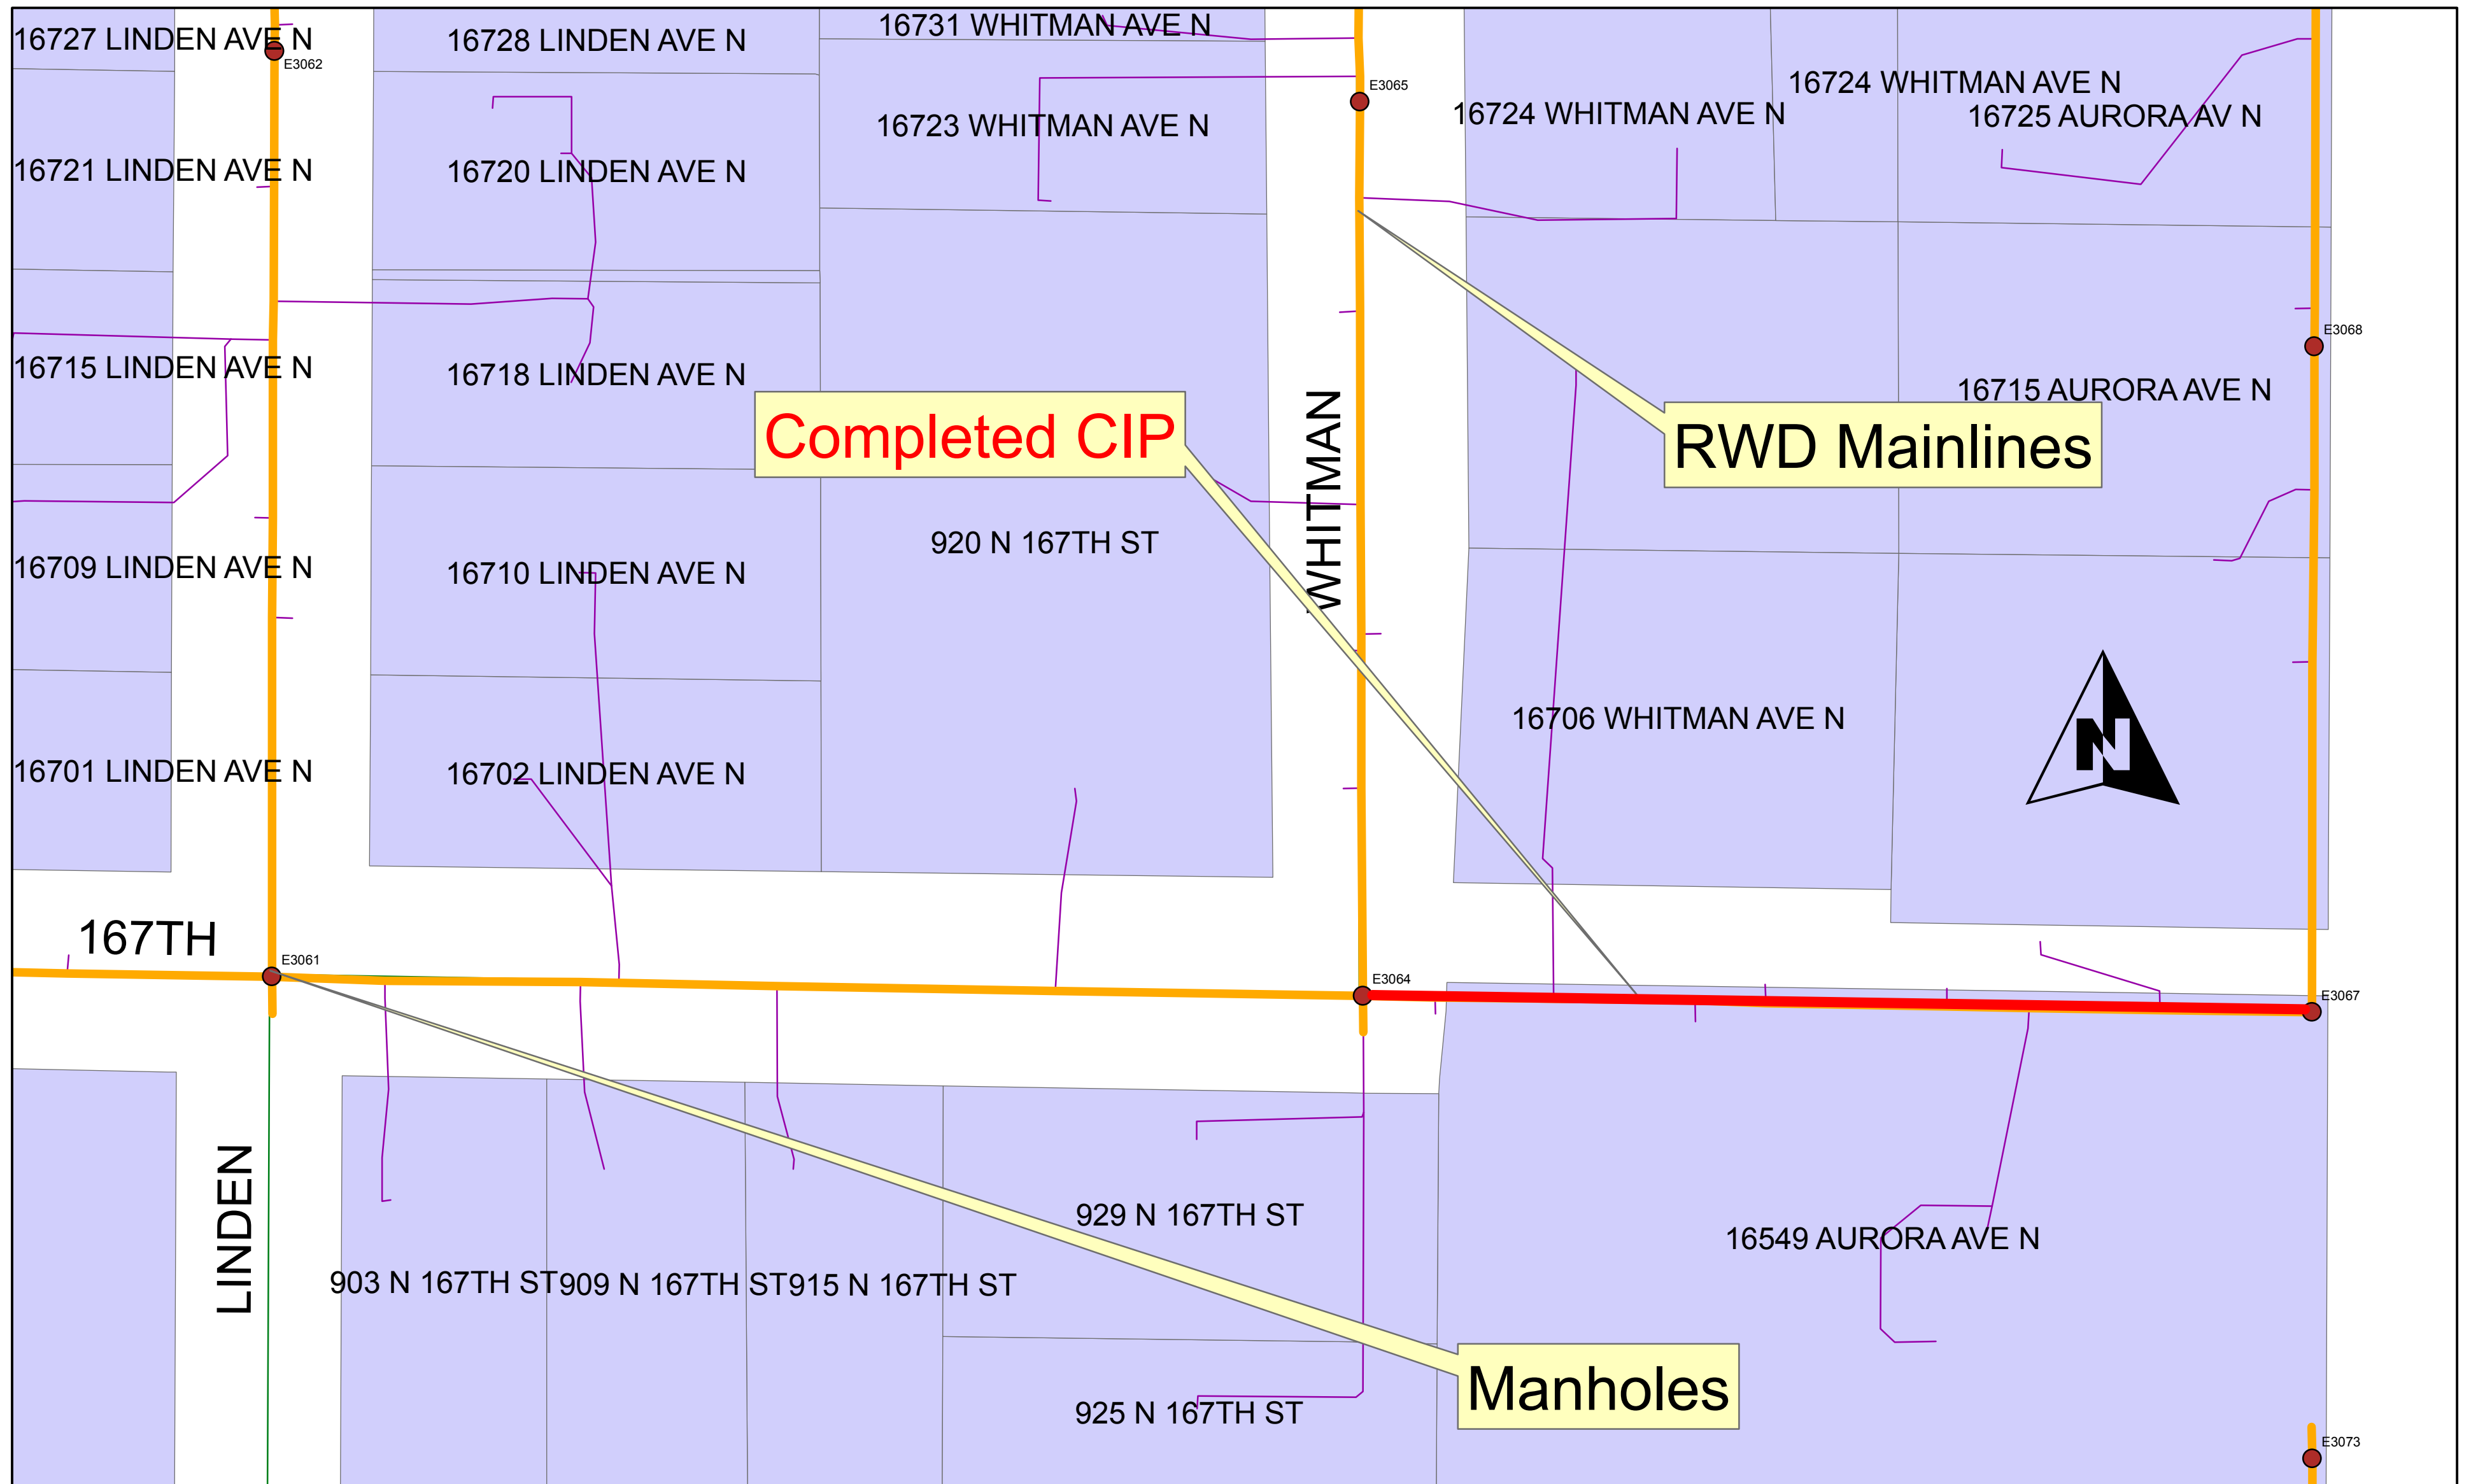 16731 WHITMAN AVE N
16727 LINDEN AVE N
16728 LINDEN AVE N
E3062
E3065
16724 WHITMAN AVE N
16724 WHITMAN AVE N
16725 AURORA AV N
16723 WHITMAN AVE N
16721 LINDEN AVE N
16720 LINDEN AVE N
E3068
16715 LINDEN AVE N
16718 LINDEN AVE N
16715 AURORA AVE N
Completed CIP
RWD Mainlines
WHITMAN
920 N 167TH ST
16709 LINDEN AVE N
16710 LINDEN AVE N
16706 WHITMAN AVE N
N
16701 LINDEN AVE N
16702 LINDEN AVE N
167TH
E3061
E3064
E3067
LINDEN
929 N 167TH ST
16549 AURORA AVE N
903 N 167TH ST
909 N 167TH ST
915 N 167TH ST
Manholes
925 N 167TH ST
E3073